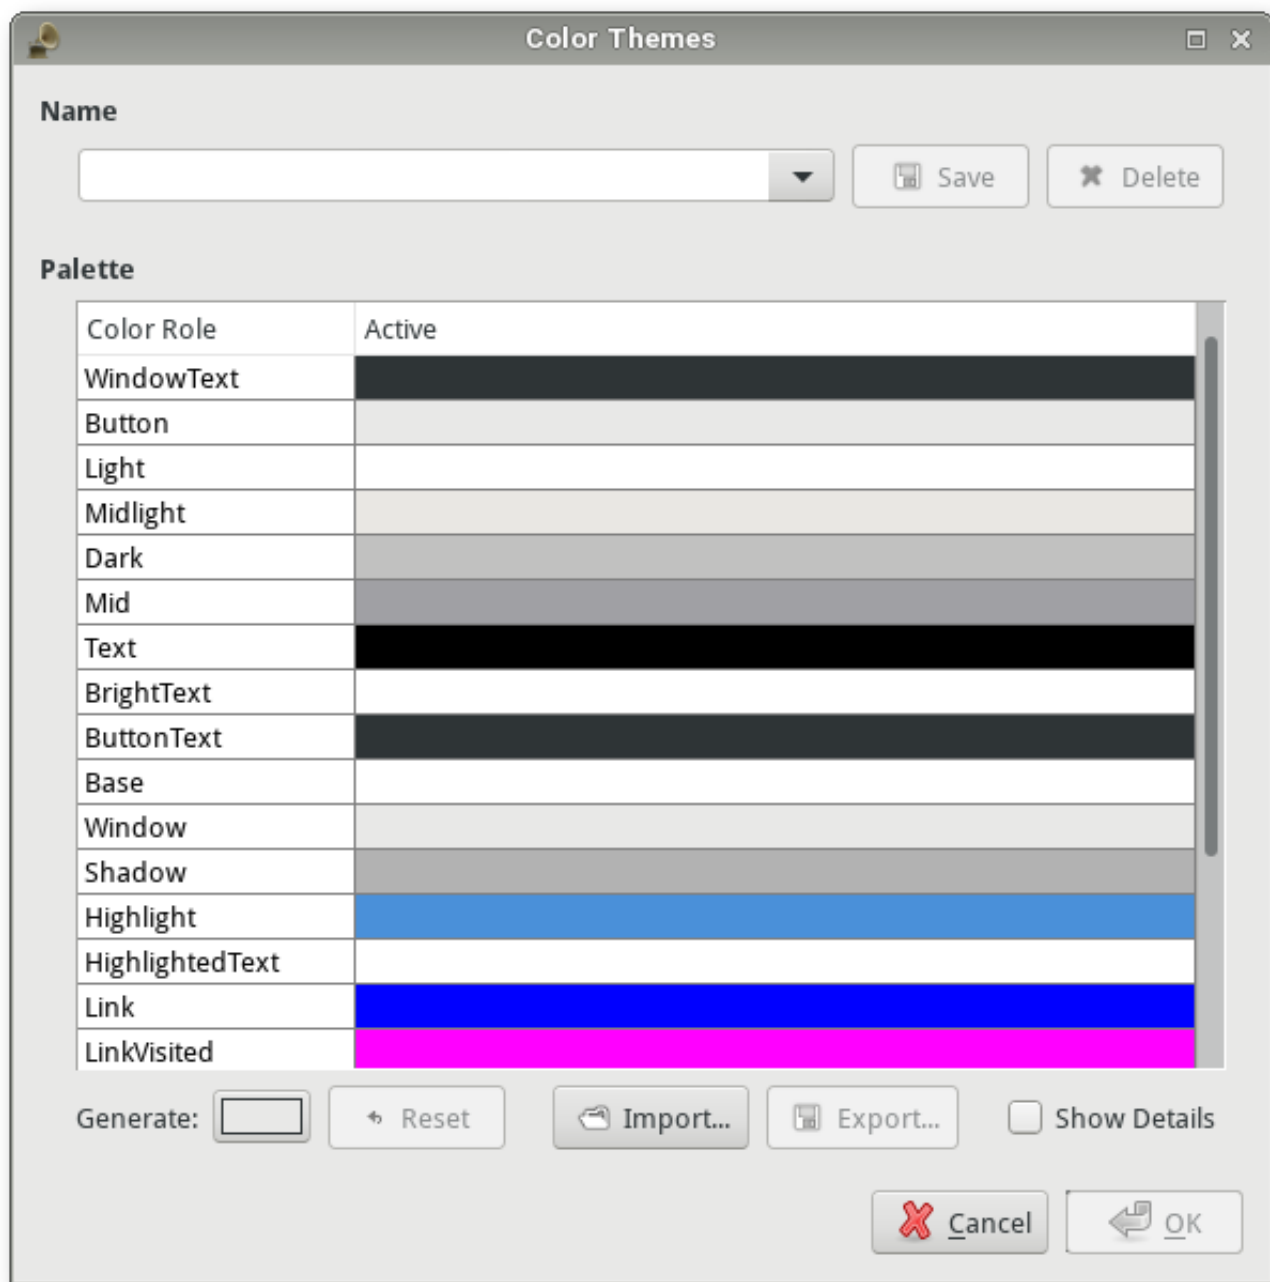 Color Themes
Name
Save Delete
Palette
Color Role Active
WindowText
Button
Light
Midlight
Dark
Mid
Text
BrightText
ButtonText
Base
Window
Shadow
Highlight
HighlightedText
Link
LinkVisited
Generate: Reset Import... Export... Show Details
Cancel OK